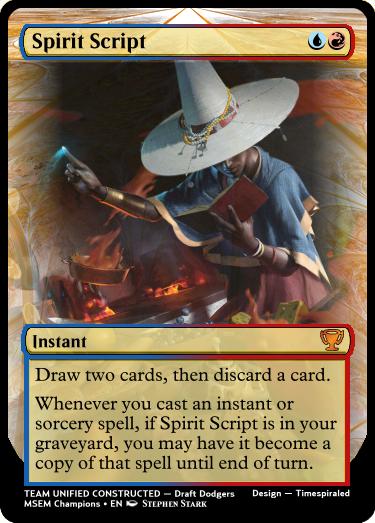 Spirit Script
Instant
Draw two cards, then discard a card.
Whenever you cast an instant or
sorcery spell, if Spirit Script is in your
graveyard, you may have it become a
copy of that spell until end of turn.
TEAM UNIFIED CONSTRUCTED — Draft Dodgers
Design — Timespiraled
MSEM Champions • EN Stephen Stark